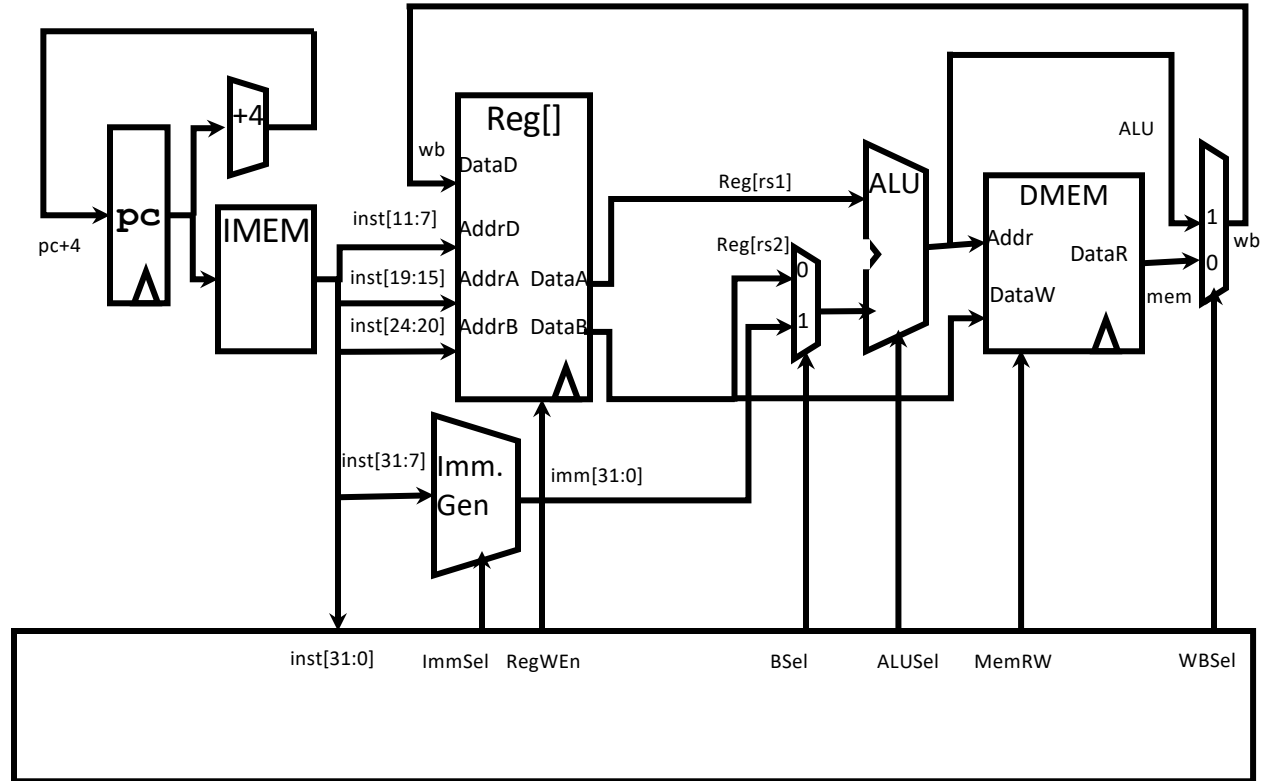 +4
pc
pc+4
IMEM
inst[11:7]
inst[19:15]
inst[24:20]
wb
Reg[]
DataD
AddrD
AddrA
DataA
AddrB
DataB
inst[31:7]
Imm.
Gen
imm[31:0]
Reg[rs1]
Reg[rs2]
0
1
ALU
DMEM
Addr
DataR
DataW
mem
ALU
1
0
wb
inst[31:0]
ImmSel
RegWEn
BSel
ALUSel
MemRW
WBSel